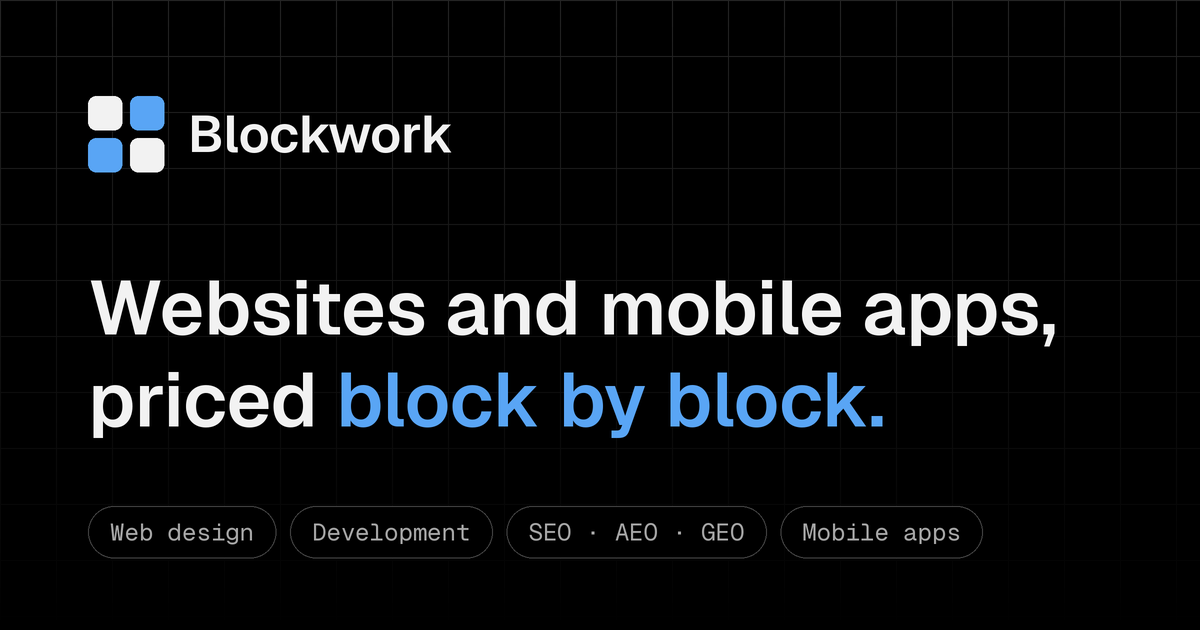 Blockwork
Websites and mobile apps,
priced block by block.
Web design
Development
SEO · AEO · GEO
Mobile apps